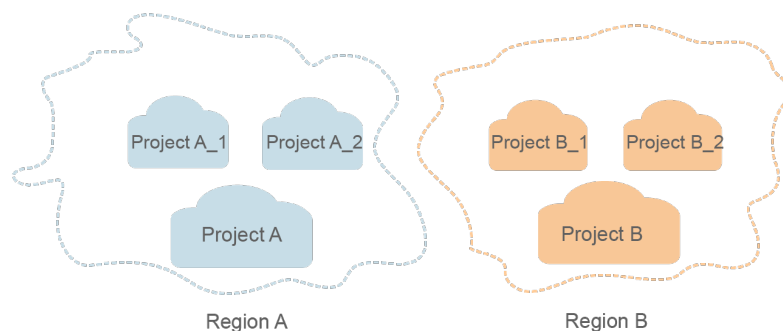 Project A_1
Project A_2
Project A
Region A
Project B_1
Project B_2
Project B
Region B